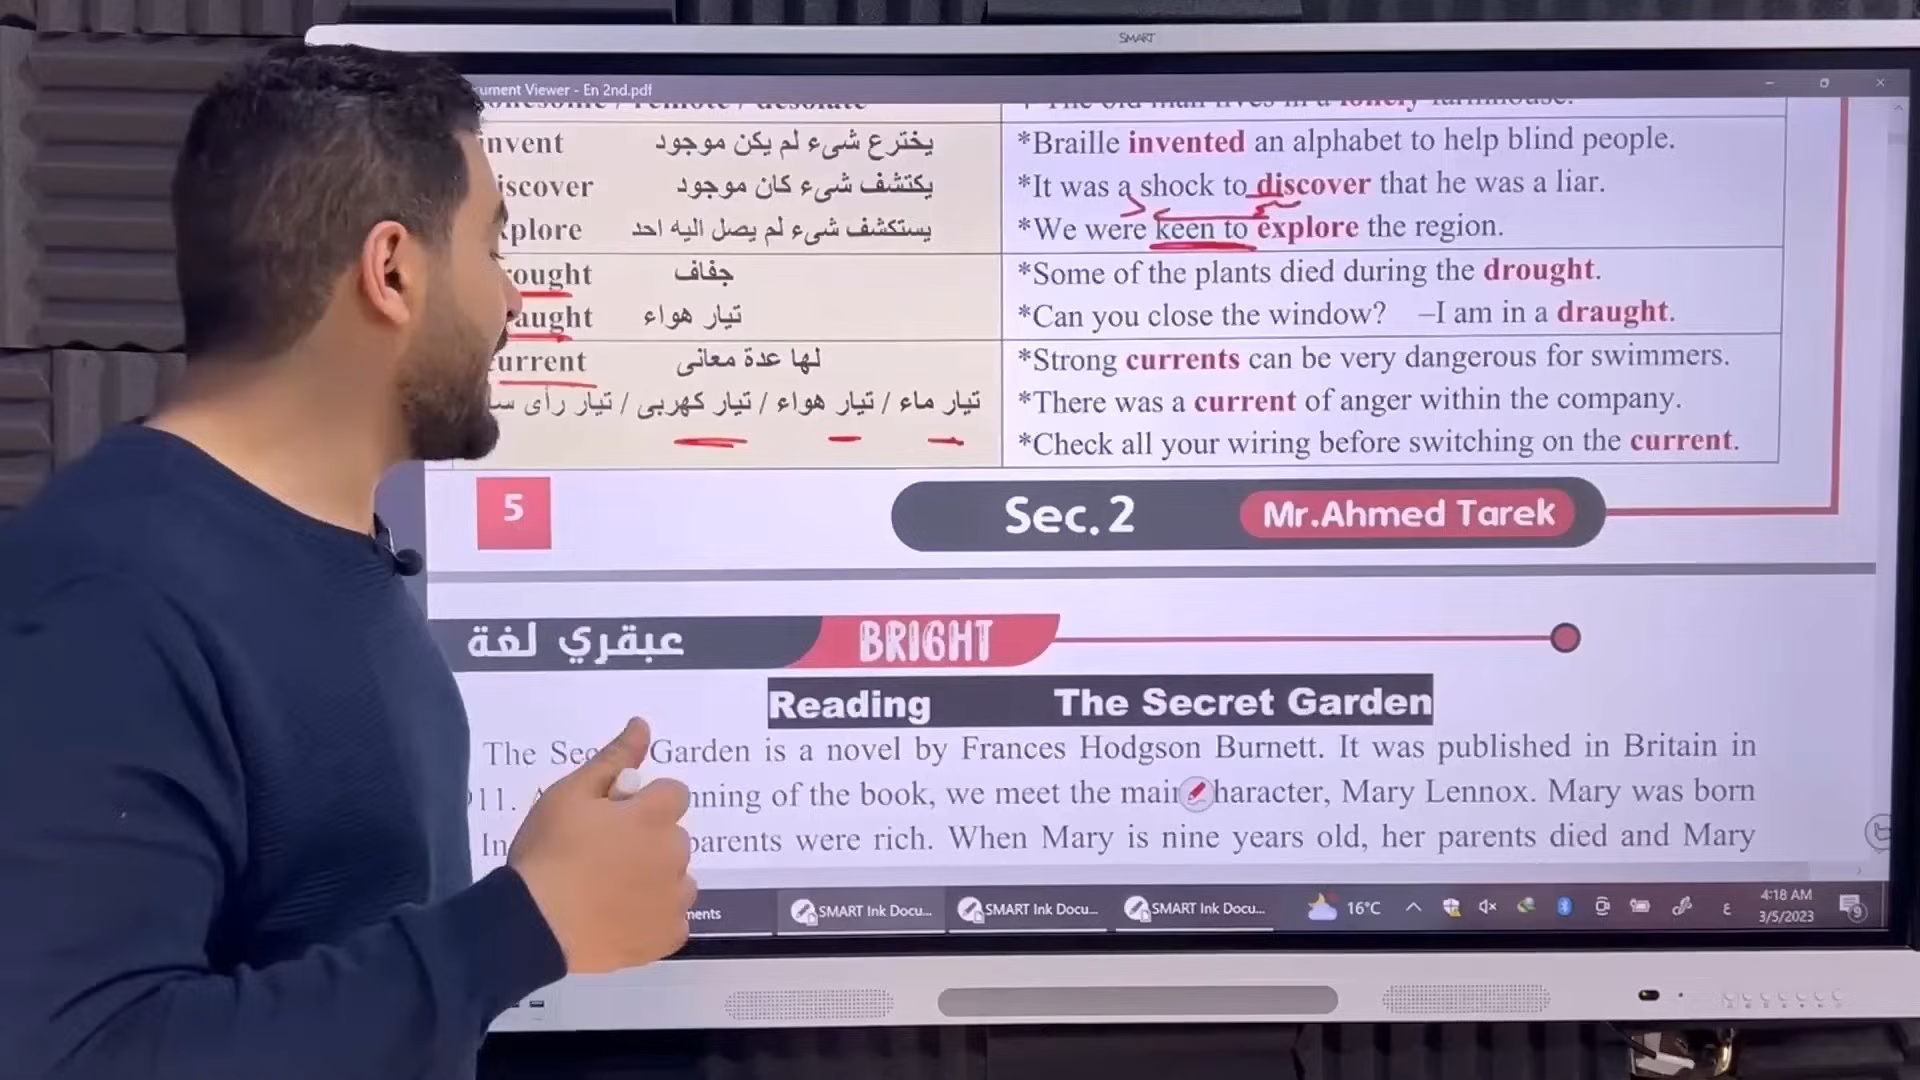 SMART
ument Viewer - En 2nd.pdf
lonely farmhouse.
nvent يخترع شىء لم يكن موجود *Braille invented an alphabet to help blind people.
iscover يكتشف شىء كان موجود *It was a shock to discover that he was a liar.
plore يستكشف شىء لم يصل اليه احد *We were keen to explore the region.
ought جفاف *Some of the plants died during the drought.
aught تيار هواء *Can you close the window? –I am in a draught.
urrent لها عدة معانى *Strong currents can be very dangerous for swimmers.
تيار ماء / تيار هواء / تيار كهربى / تيار رأى *There was a current of anger within the company.
*Check all your wiring before switching on the current.
5 Sec.2 Mr.Ahmed Tarek
عبقري لغة BRIGHT
Reading The Secret Garden
The Sec Garden is a novel by Frances Hodgson Burnett. It was published in Britain in
11. nning of the book, we meet the main haracter, Mary Lennox. Mary was born
In parents were rich. When Mary is nine years old, her parents died and Mary
ments SMART Ink Docu... SMART Ink Docu... SMART Ink Docu... 16°C ع 4:18 AM
3/5/2023 9